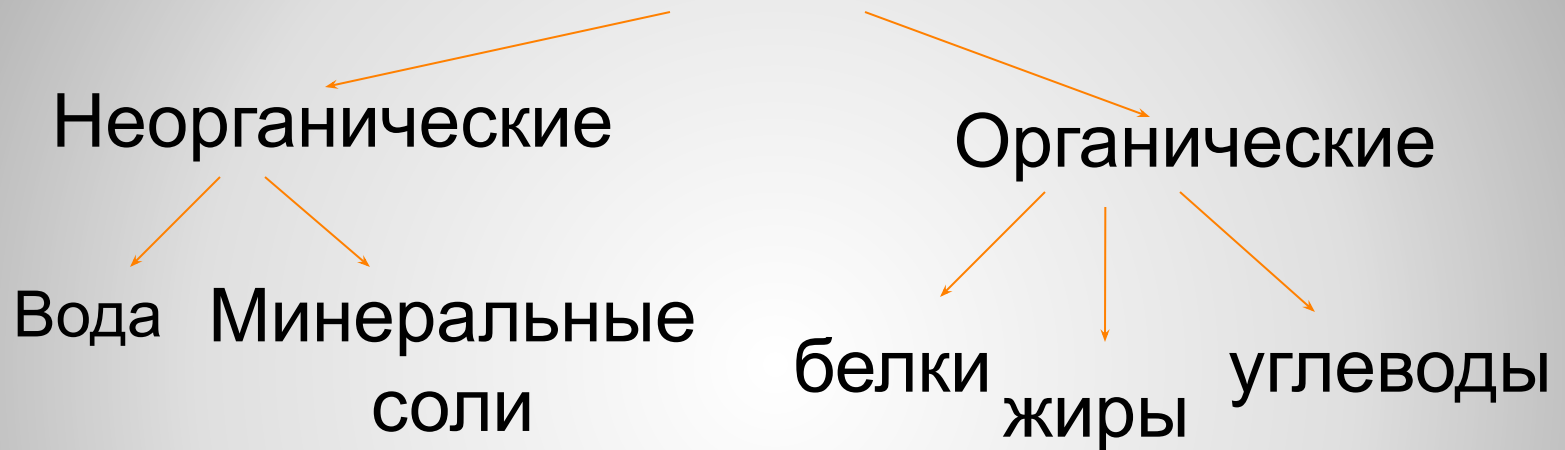 Неорганические
Органические
Вода
Минеральные
соли
белки
жиры
углеводы